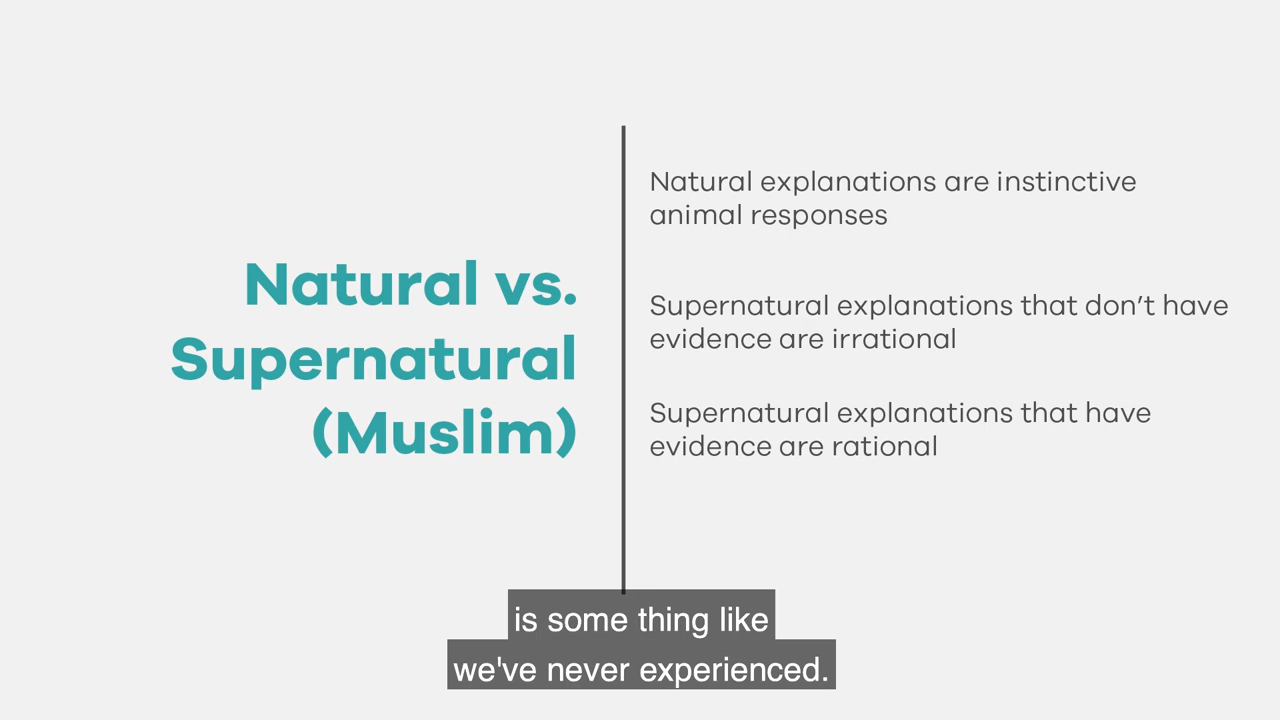 Natural vs.
Supernatural
(Muslim)
Natural explanations are instinctive
animal responses
Supernatural explanations that don’t have
evidence are irrational
Supernatural explanations that have
evidence are rational
is some thing like
we've never experienced.